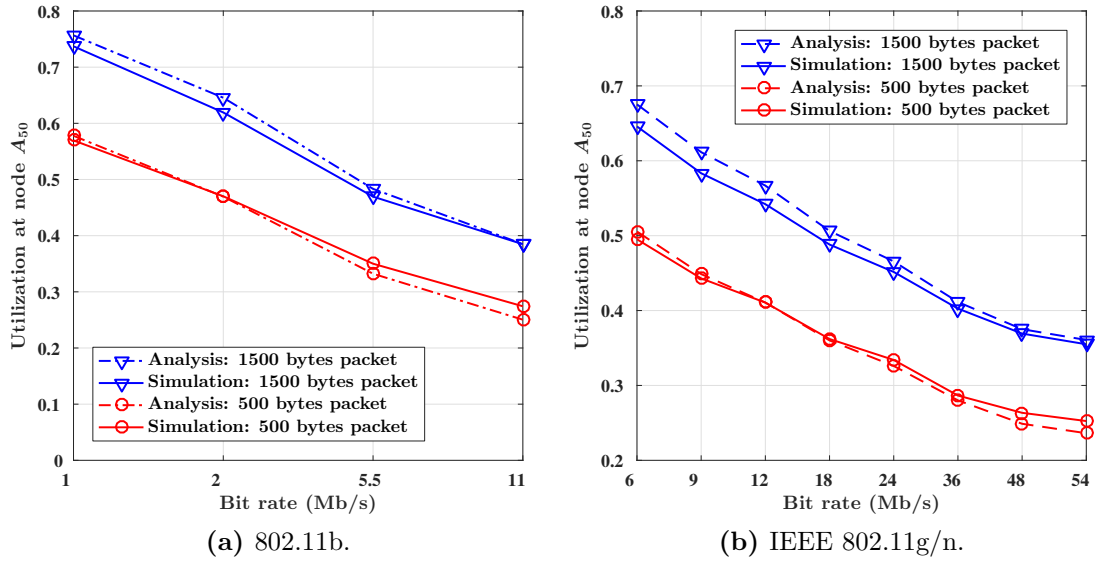 0.8
0.7
0.6
0.5
0.4
0.3
0.2
0.1
0
Utilization at node A50
Analysis: 1500 bytes packet
Simulation: 1500 bytes packet
Analysis: 500 bytes packet
Simulation: 500 bytes packet
1 2 5.5 11
Bit rate (Mb/s)
(a) 802.11b.
0.8
0.7
0.6
0.5
0.4
0.3
0.2
Utilization at node A50
Analysis: 1500 bytes packet
Simulation: 1500 bytes packet
Analysis: 500 bytes packet
Simulation: 500 bytes packet
6 9 12 18 24 36 48 54
Bit rate (Mb/s)
(b) IEEE 802.11g/n.